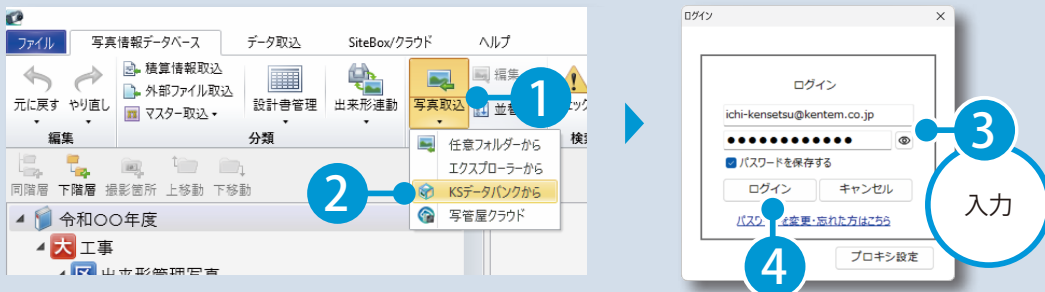 ファイル 写真情報データベース データ取込 SiteBox/クラウド ヘルプ
元に戻す やり直し
編集
積算情報取込
外部ファイル取込
マスター取込
設計書管理 出来形連動
分類
写真取込
編集
並
検
1
任意フォルダーから
エクスプローラーから
KSデータバンクから
写管屋クラウド
2
同階層 下階層 撮影箇所 上移動 下移動
令和〇〇年度
大 工事
出来形管理写真
ログイン
ログイン
ichi-kensetsu@kentem.co.jp
●●●●●●●●●●●●
3
パスワードを保存する
ログイン キャンセル
入力
を変更・忘れた方はこちら
4
プロキシ設定